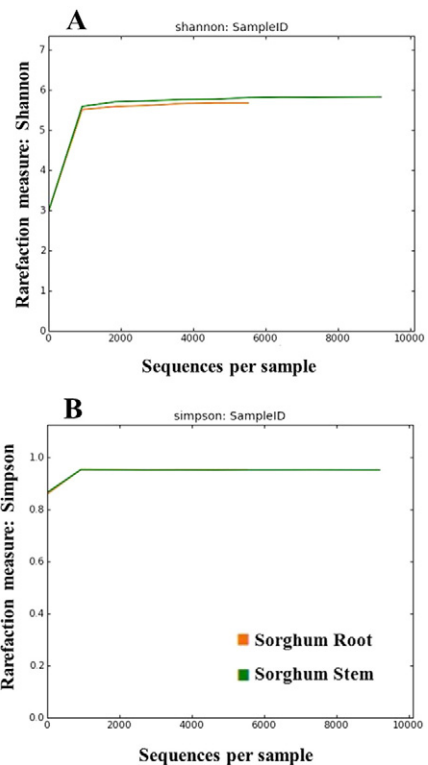 A
shannon: SampleID
Rarefaction measure: Shannon
7
6
5
4
3
2
1
0
0 2000 4000 6000 8000 10000
Sequences per sample
B
simpson: SampleID
Rarefaction measure: Simpson
1.0
0.8
0.6
0.4
0.2
0.0
Sorghum Root
Sorghum Stem
0 2000 4000 6000 8000 10000
Sequences per sample